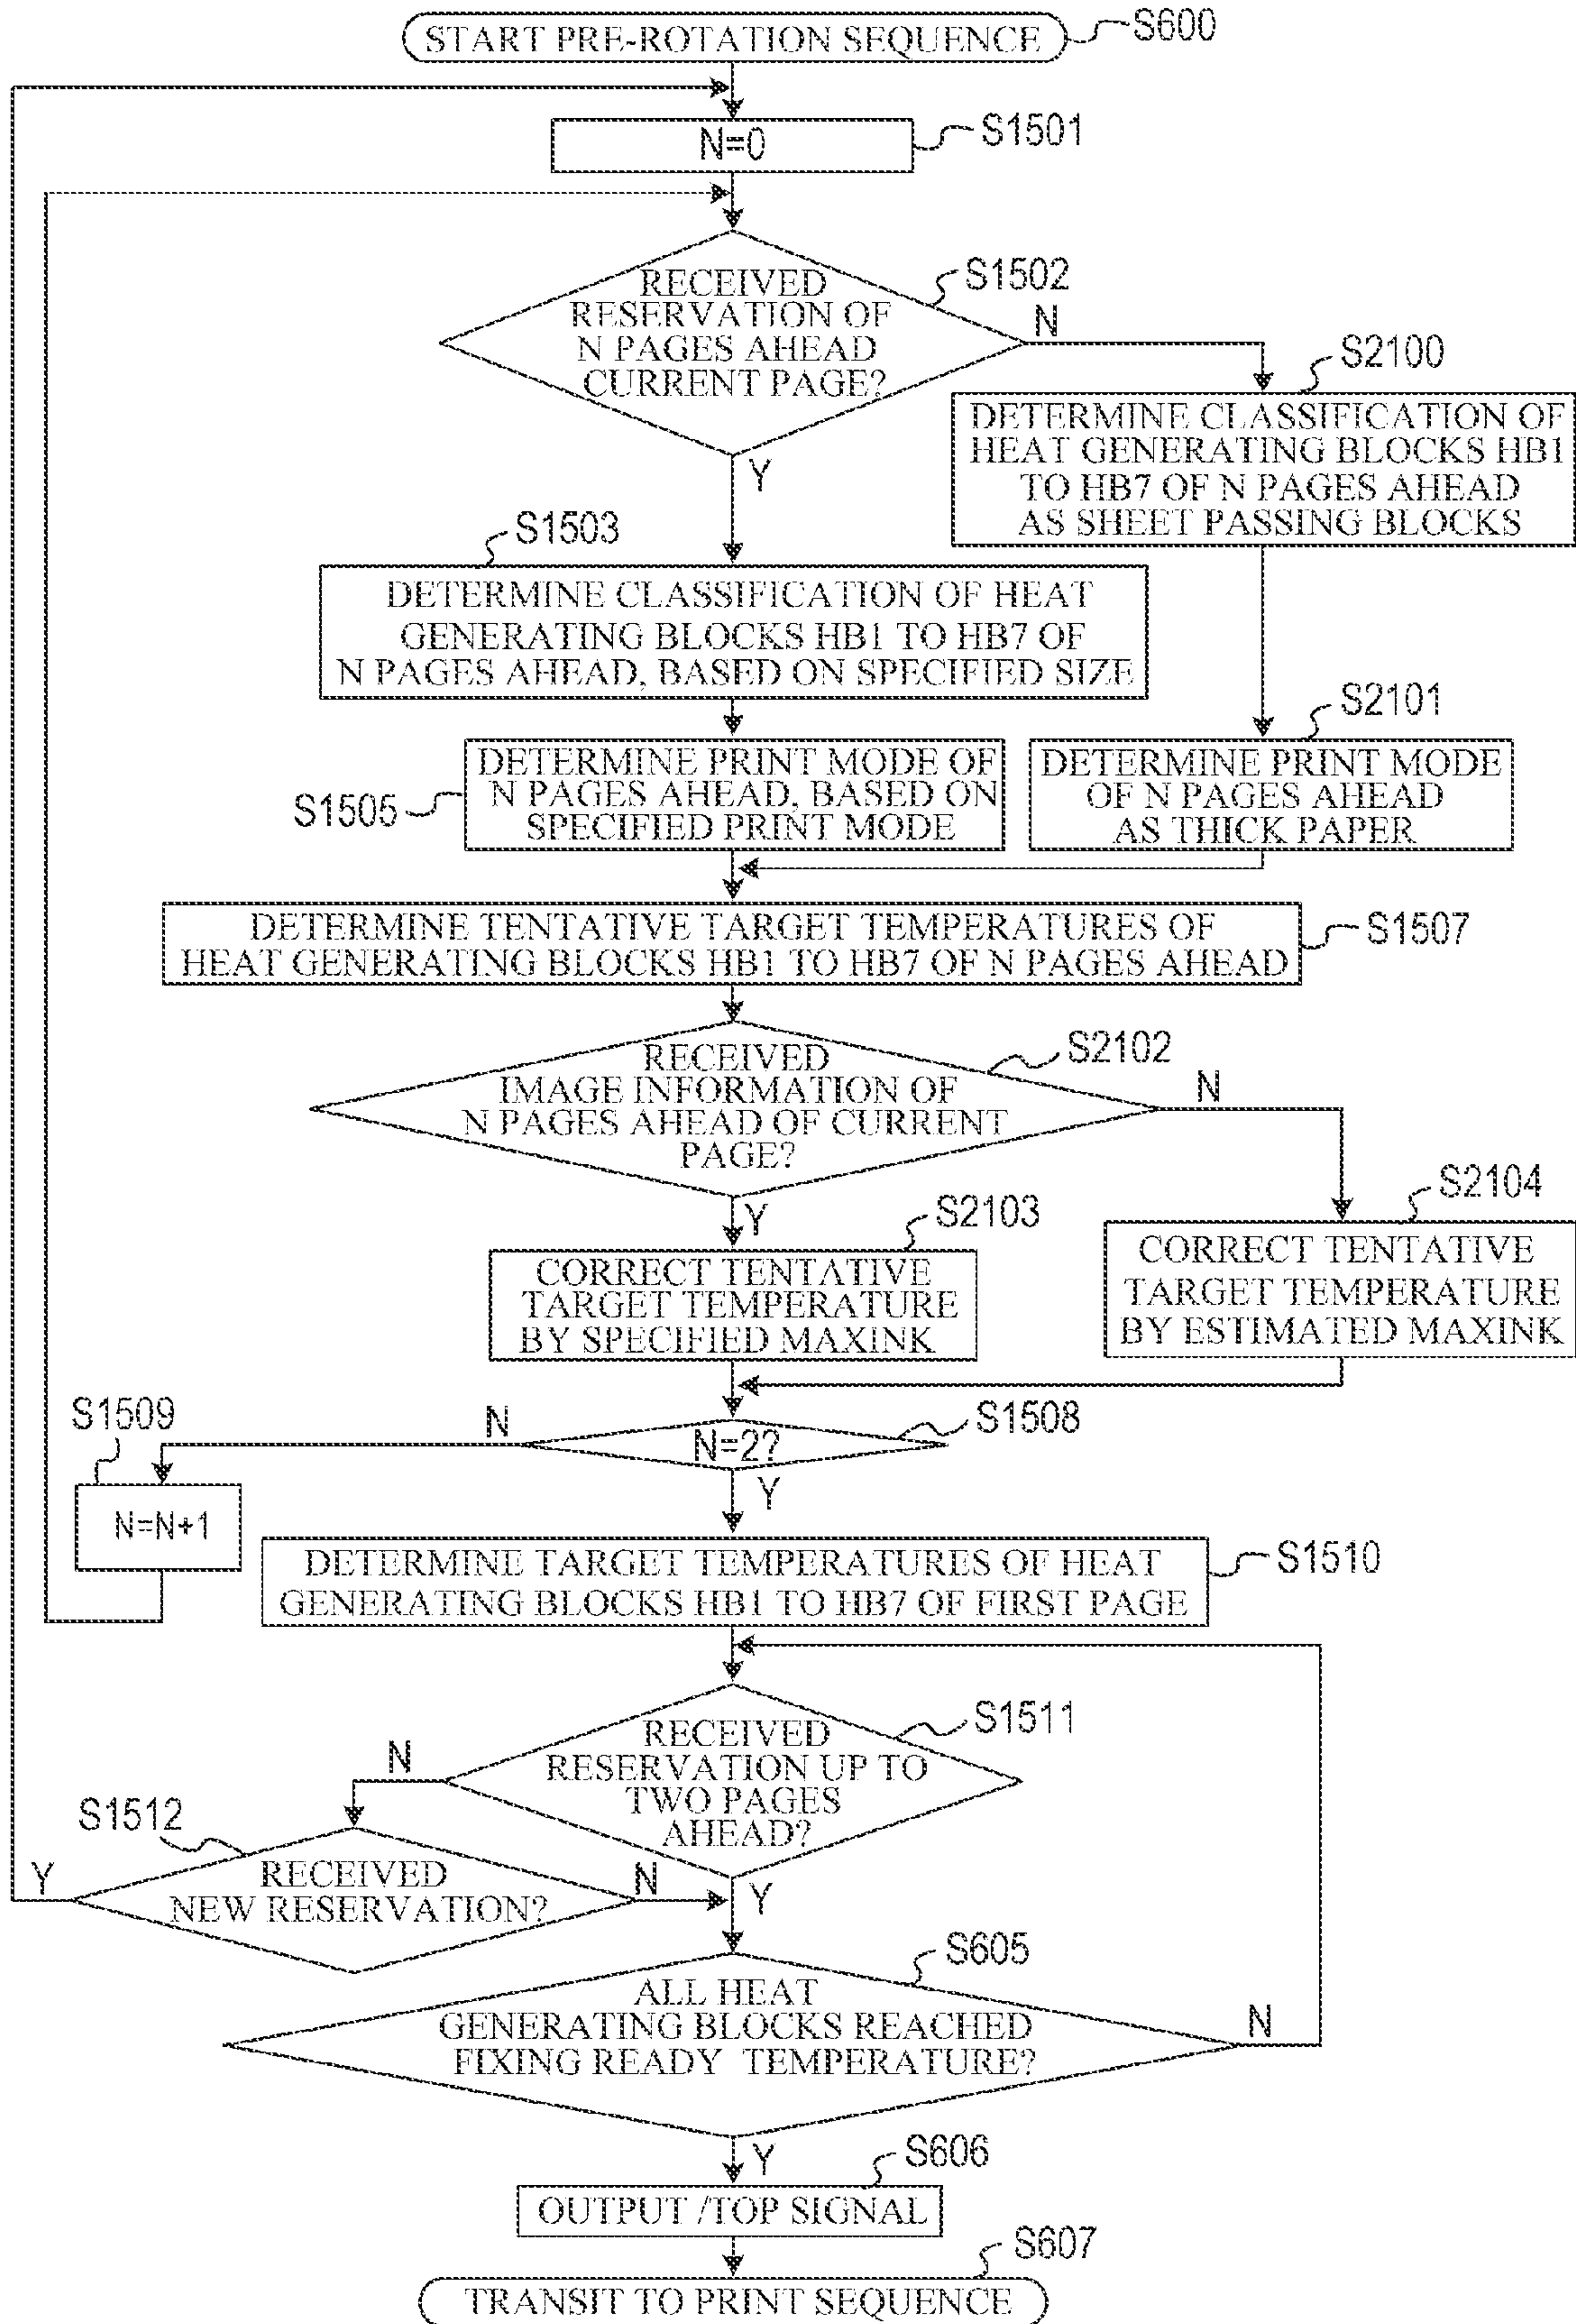 START PRE-ROTATION SEQUENCE
S600
N=0
S1501
RECEIVED
RESERVATION OF
N PAGES AHEAD
CURRENT PAGE?
S1502
N
Y
S2100
DETERMINE CLASSIFICATION OF
HEAT GENERATING BLOCKS HB1
TO HB7 OF N PAGES AHEAD
AS SHEET PASSING BLOCKS
S1503
DETERMINE CLASSIFICATION OF HEAT
GENERATING BLOCKS HB1 TO HB7 OF
N PAGES AHEAD, BASED ON SPECIFIED SIZE
S2101
DETERMINE PRINT MODE
OF N PAGES AHEAD
AS THICK PAPER
S1505
DETERMINE PRINT MODE OF
N PAGES AHEAD, BASED ON
SPECIFIED PRINT MODE
DETERMINE TENTATIVE TARGET TEMPERATURES OF
HEAT GENERATING BLOCKS HB1 TO HB7 OF N PAGES AHEAD
S1507
RECEIVED
IMAGE INFORMATION OF
N PAGES AHEAD OF CURRENT
PAGE?
S2102
N
Y
S2103
CORRECT TENTATIVE
TARGET TEMPERATURE
BY SPECIFIED MAXINK
S2104
CORRECT TENTATIVE
TARGET TEMPERATURE
BY ESTIMATED MAXINK
N=2?
S1508
N
Y
S1509
N=N+1
DETERMINE TARGET TEMPERATURES OF HEAT
GENERATING BLOCKS HB1 TO HB7 OF FIRST PAGE
S1510
RECEIVED
RESERVATION UP TO
TWO PAGES
AHEAD?
S1511
N
Y
S1512
RECEIVED
NEW RESERVATION?
Y
N
S605
ALL HEAT
GENERATING BLOCKS REACHED
FIXING READY TEMPERATURE?
N
Y
S606
OUTPUT /TOP SIGNAL
S607
TRANSIT TO PRINT SEQUENCE